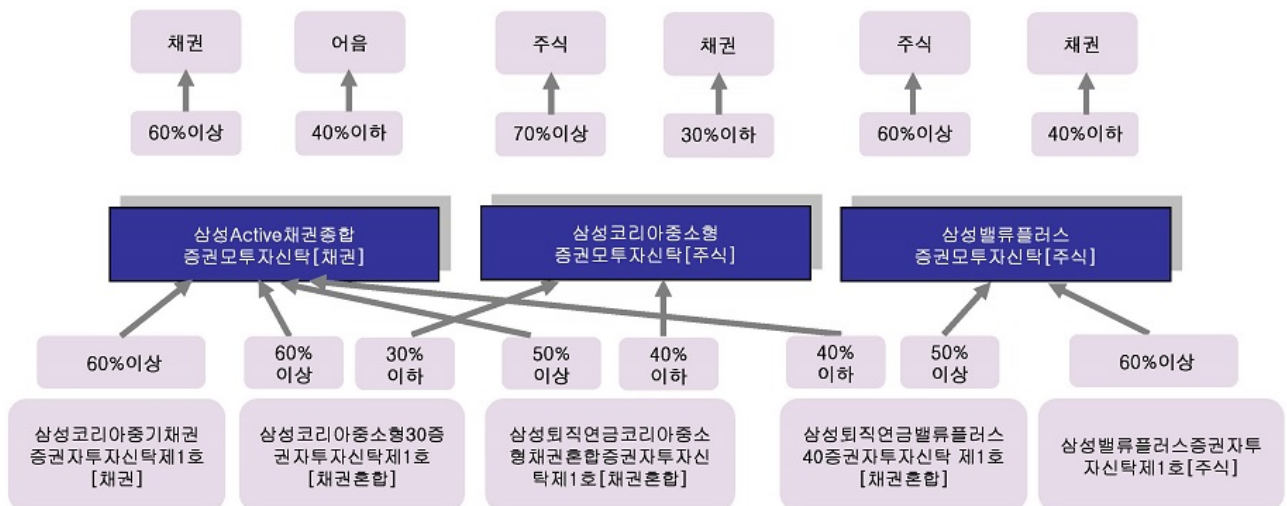 채권
어음
주식
채권
주식
채권
60%이상
40%이하
70%이상
30%이하
60%이상
40%이하
삼성Active채권종합
증권모투자신탁[채권]
삼성코리아중소형
증권모투자신탁[주식]
삼성밸류플러스
증권모투자신탁[주식]
60%이상
60%
이상
30%
이하
50%
이상
40%
이하
40%
이하
50%
이상
60%이상
삼성코리아중기채권
증권자투자신탁제1호
[채권]
삼성코리아중소형30증
권자투자신탁제1호
[채권혼합]
삼성퇴직연금코리아중소
형채권혼합증권자투자신
탁제1호[채권혼합]
삼성퇴직연금밸류플러스
40증권자투자신탁 제1호
[채권혼합]
삼성밸류플러스증권자투
자신탁제1호[주식]